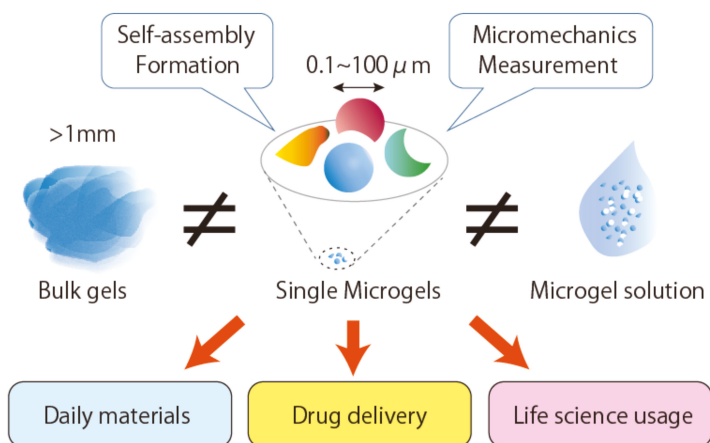 Self-assembly
Formation
0.1~100 μ m
Micromechanics
Measurement
>1mm
≠
≠
Bulk gels
Single Microgels
Microgel solution
Daily materials
Drug delivery
Life science usage